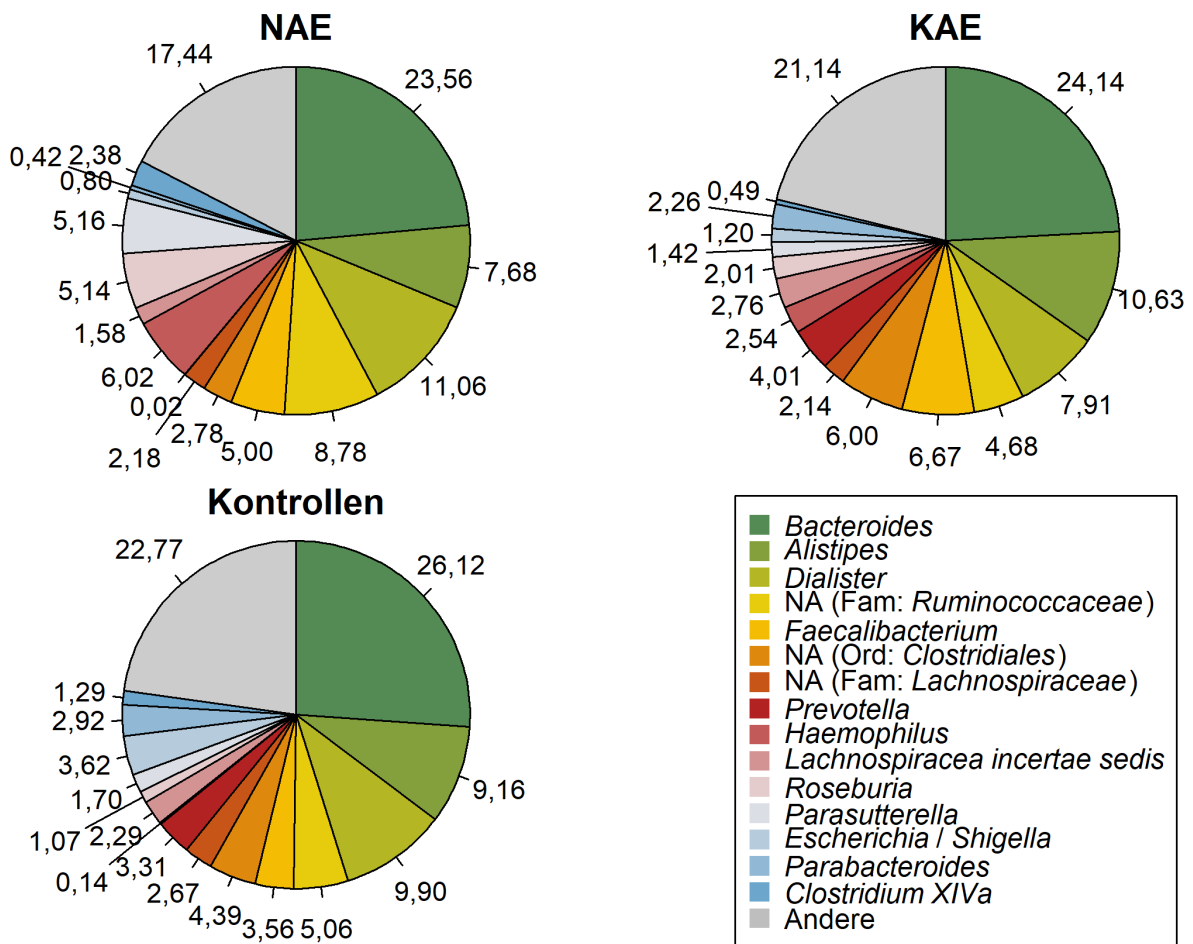 NAE
23,56
7,68
11,06
8,78
5,00
2,78
2,18
0,02
6,02
1,58
5,14
5,16
0,80
0,42
2,38
17,44
KAE
24,14
10,63
7,91
4,68
6,67
6,00
2,14
4,01
2,54
2,76
2,01
1,42
1,20
2,26
0,49
21,14
Kontrollen
26,12
9,16
9,90
5,06
3,56
4,39
2,67
3,31
0,14
2,29
1,07
1,70
3,62
2,92
1,29
22,77
Bacteroides
Alistipes
Dialister
NA (Fam: Ruminococcaceae)
Faecalibacterium
NA (Ord: Clostridiales)
NA (Fam: Lachnospiraceae)
Prevotella
Haemophilus
Lachnospiracea incertae sedis
Roseburia
Parasutterella
Escherichia / Shigella
Parabacteroides
Clostridium XIVa
Andere